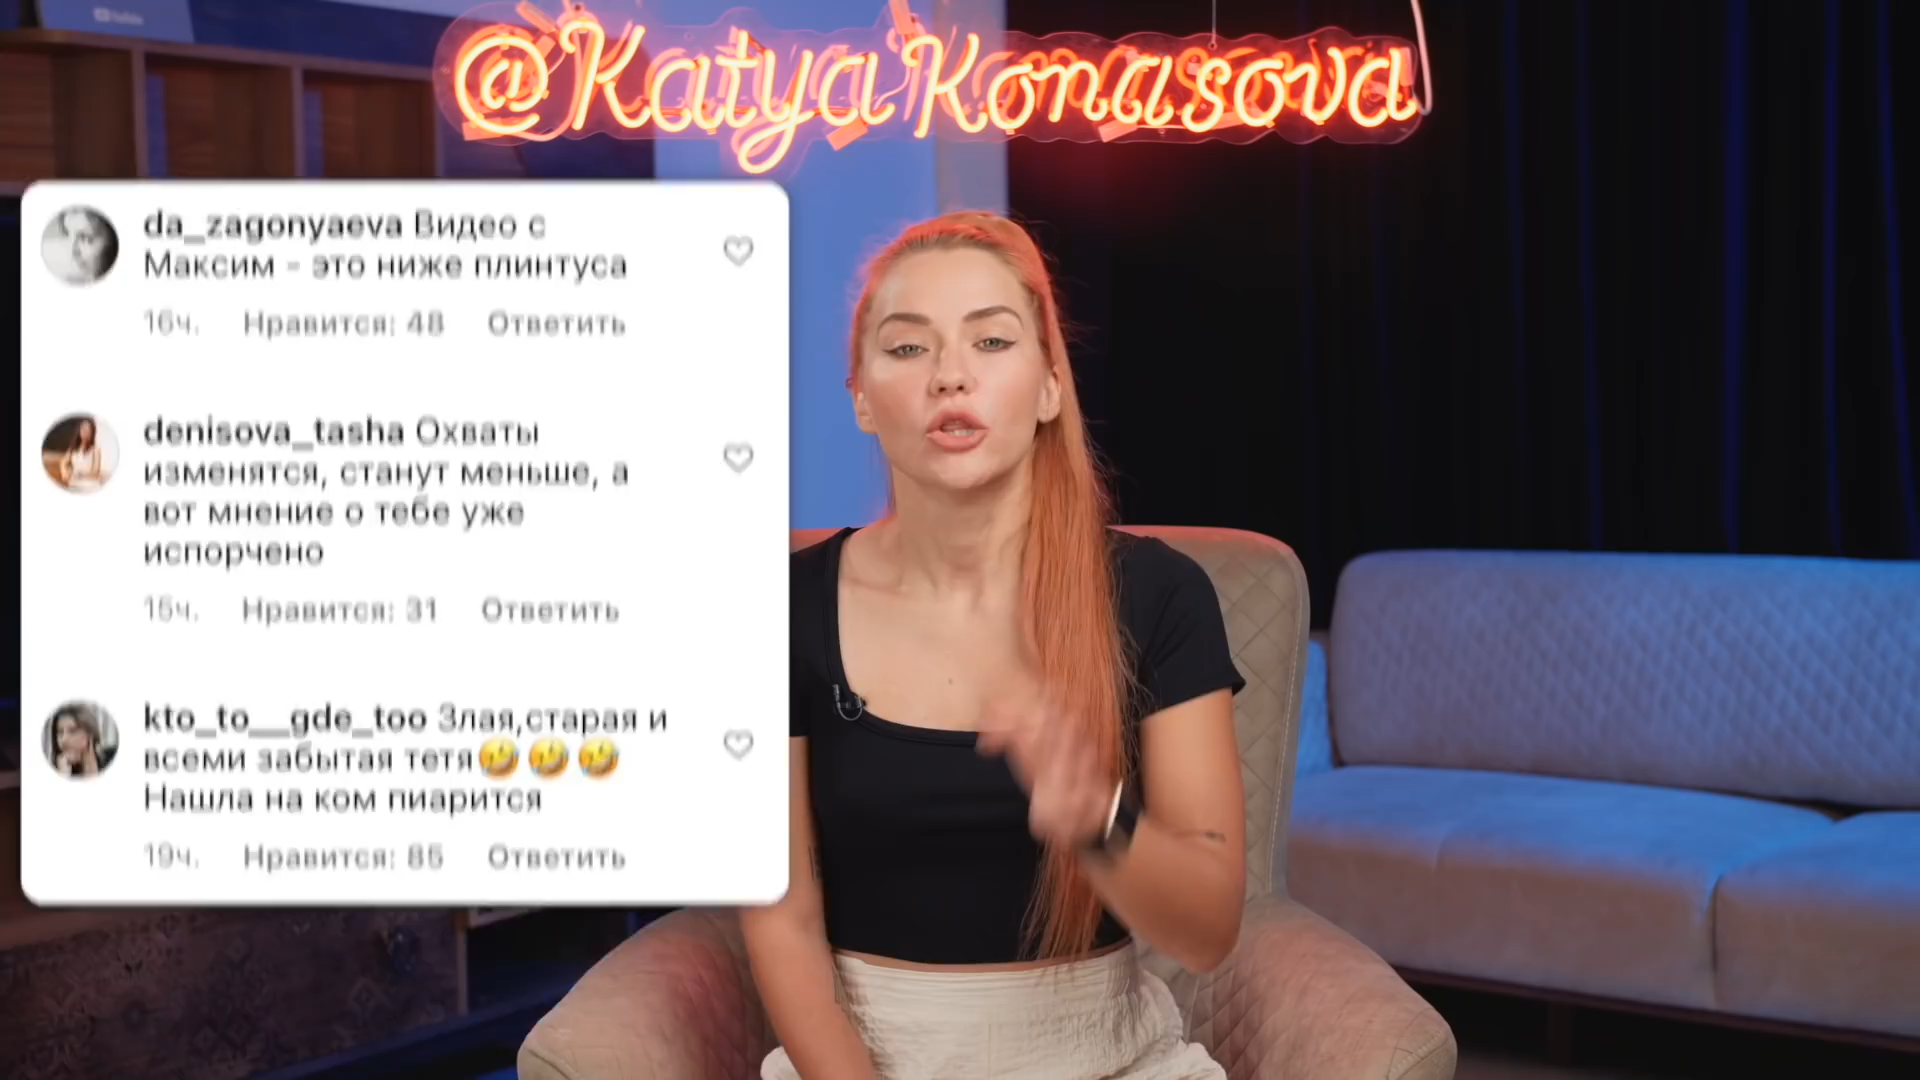 YouTube
@KatyaKonasova
da_zagonyaeva Видео с
Максим - это ниже плинтуса
16ч. Нравится: 48 Ответить
denisova_tasha Охваты
изменятся, станут меньше, а
вот мнение о тебе уже
испорчено
15ч. Нравится: 31 Ответить
kto_to__gde_too Злая,старая и
всеми забытая тетя🤣🤣🤣
Нашла на ком пиарится
19ч. Нравится: 85 Ответить